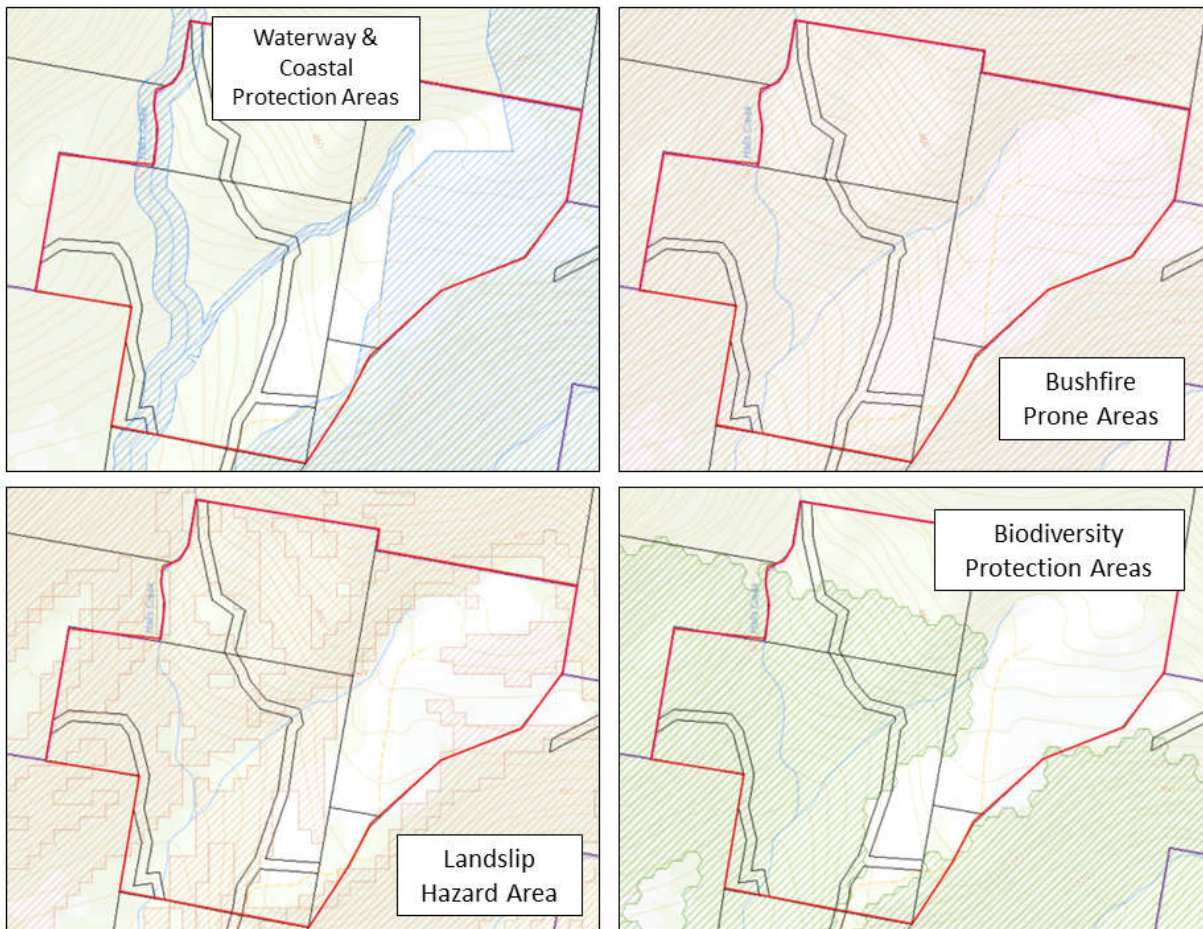 Waterway &
Coastal
Protection Areas
Bushfire
Prone Areas
Landslip
Hazard Area
Biodiversity
Protection Areas